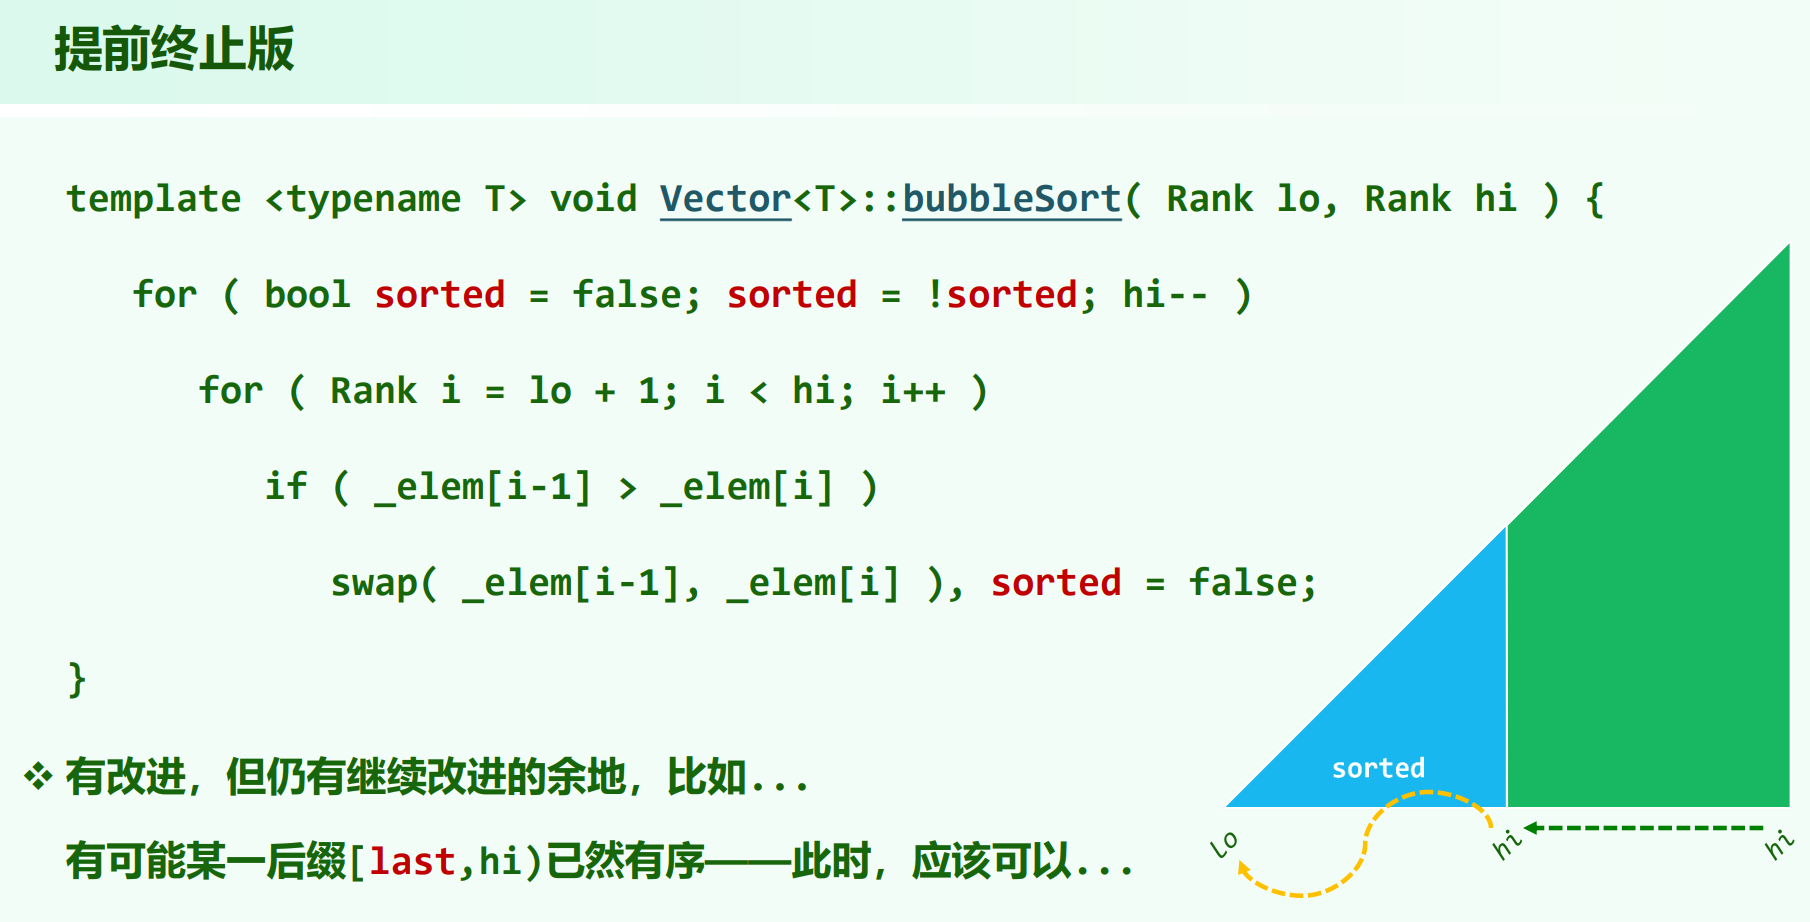 提前终止版
template <typename T> void Vector<T>::bubbleSort( Rank lo, Rank hi ) {
for ( bool sorted = false; sorted = !sorted; hi-- )
for ( Rank i = lo + 1; i < hi; i++ )
if ( _elem[i-1] > _elem[i] )
swap( _elem[i-1], _elem[i] ), sorted = false;
}
❖ 有改进，但仍有继续改进的余地，比如...
有可能某一后缀[last,hi)已然有序——此时，应该可以...
sorted
lo
hi
hi